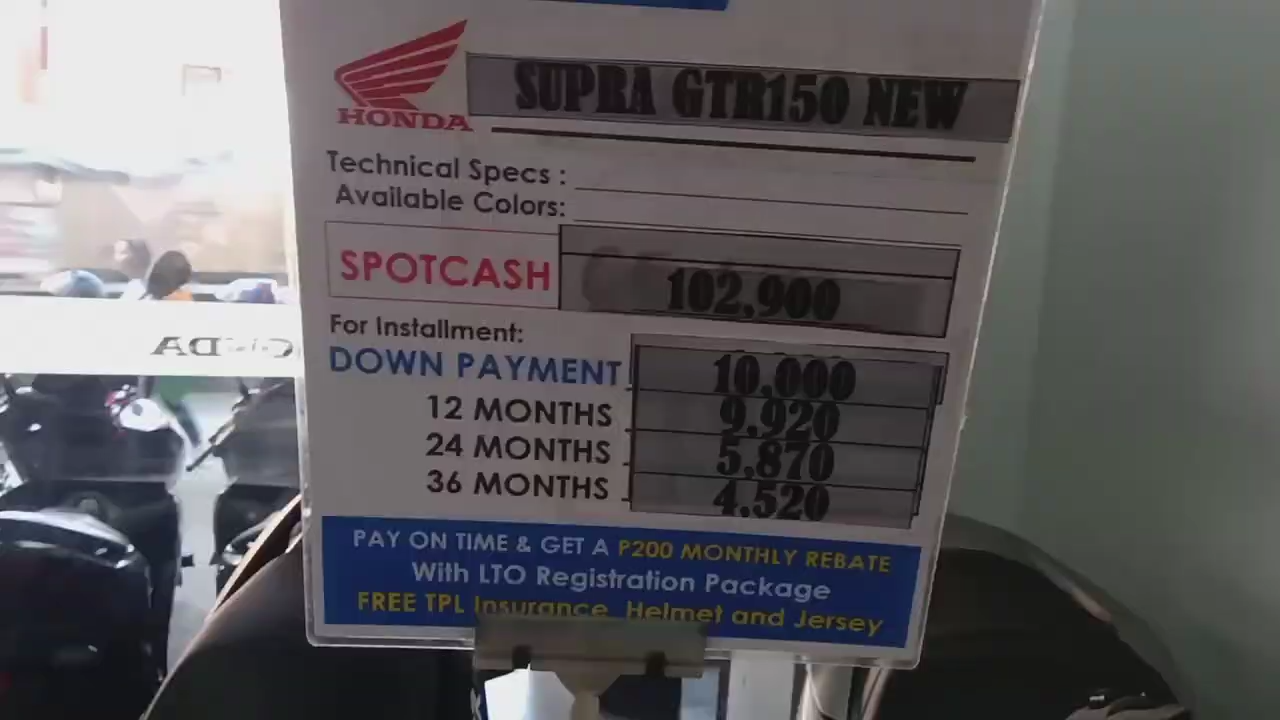 HONDA
SUPRA GTR150 NEW
Technical Specs :
Available Colors:
SPOTCASH 102,900
For Installment:
DOWN PAYMENT 10,000
12 MONTHS 9,920
24 MONTHS 5,870
36 MONTHS 4,520
PAY ON TIME & GET A P200 MONTHLY REBATE
With LTO Registration Package
FREE TPL Insurance, Helmet and Jersey
HONDA